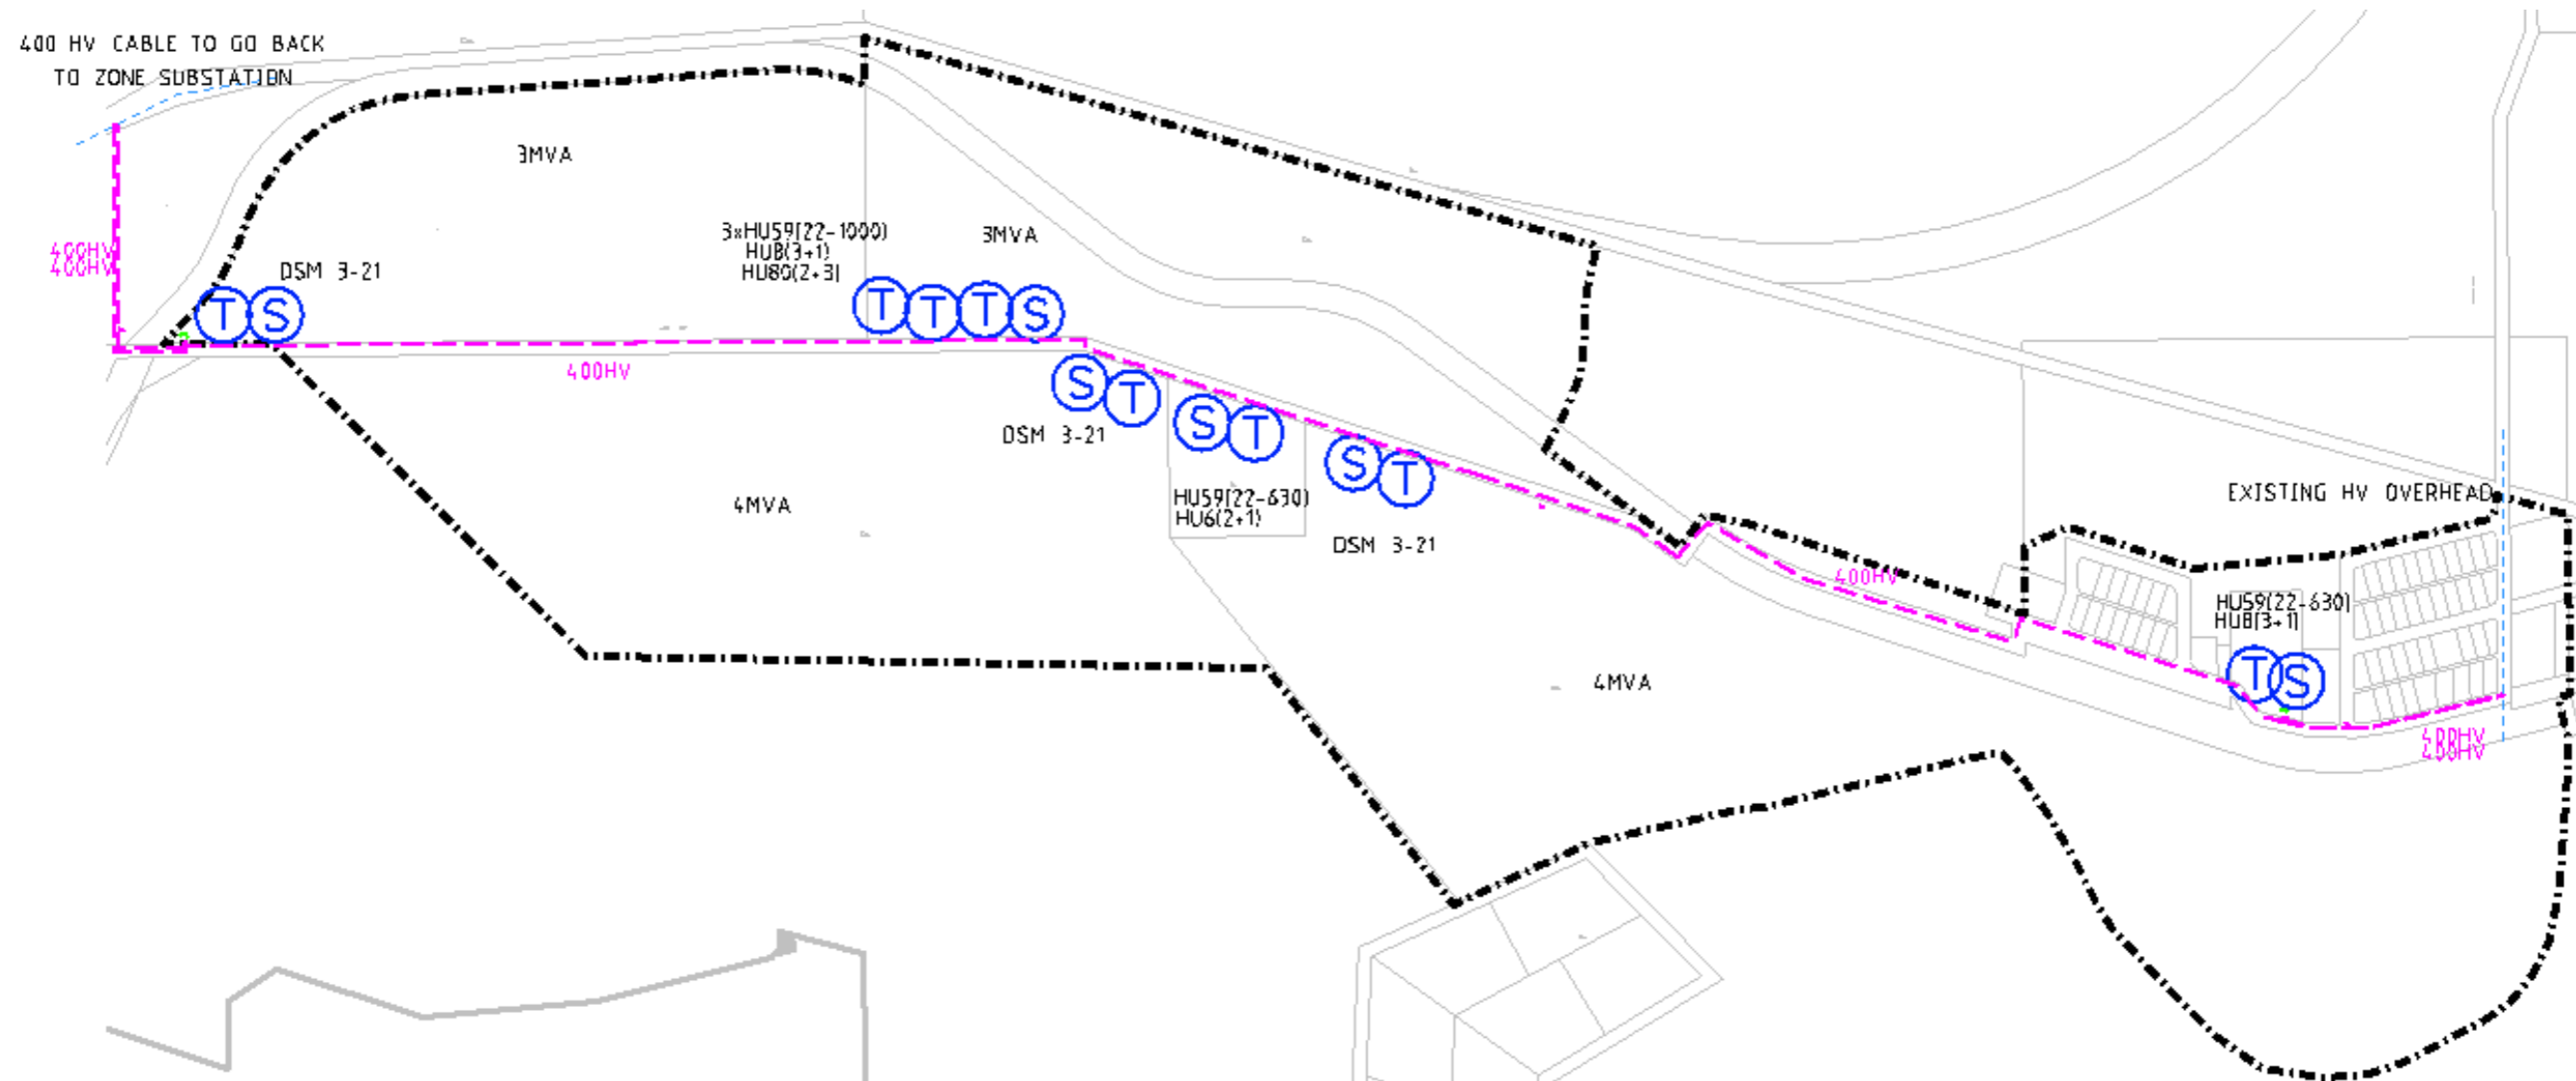 400 HV CABLE TO GO BACK
TO ZONE SUBSTATION
3MVA
400HV
400HV
DSM 3-21
3xHU59(22-1000)
HU8(3+1)
HU80(2+3)
3MVA
T S
T T T S
400HV
S T
DSM 3-21
S T
HU59(22-630)
HU6(2+1)
S T
DSM 3-21
4MVA
4MVA
EXISTING HV OVERHEAD
400HV
HU59(22-630)
HU8(3+1)
T S
400HV
400HV